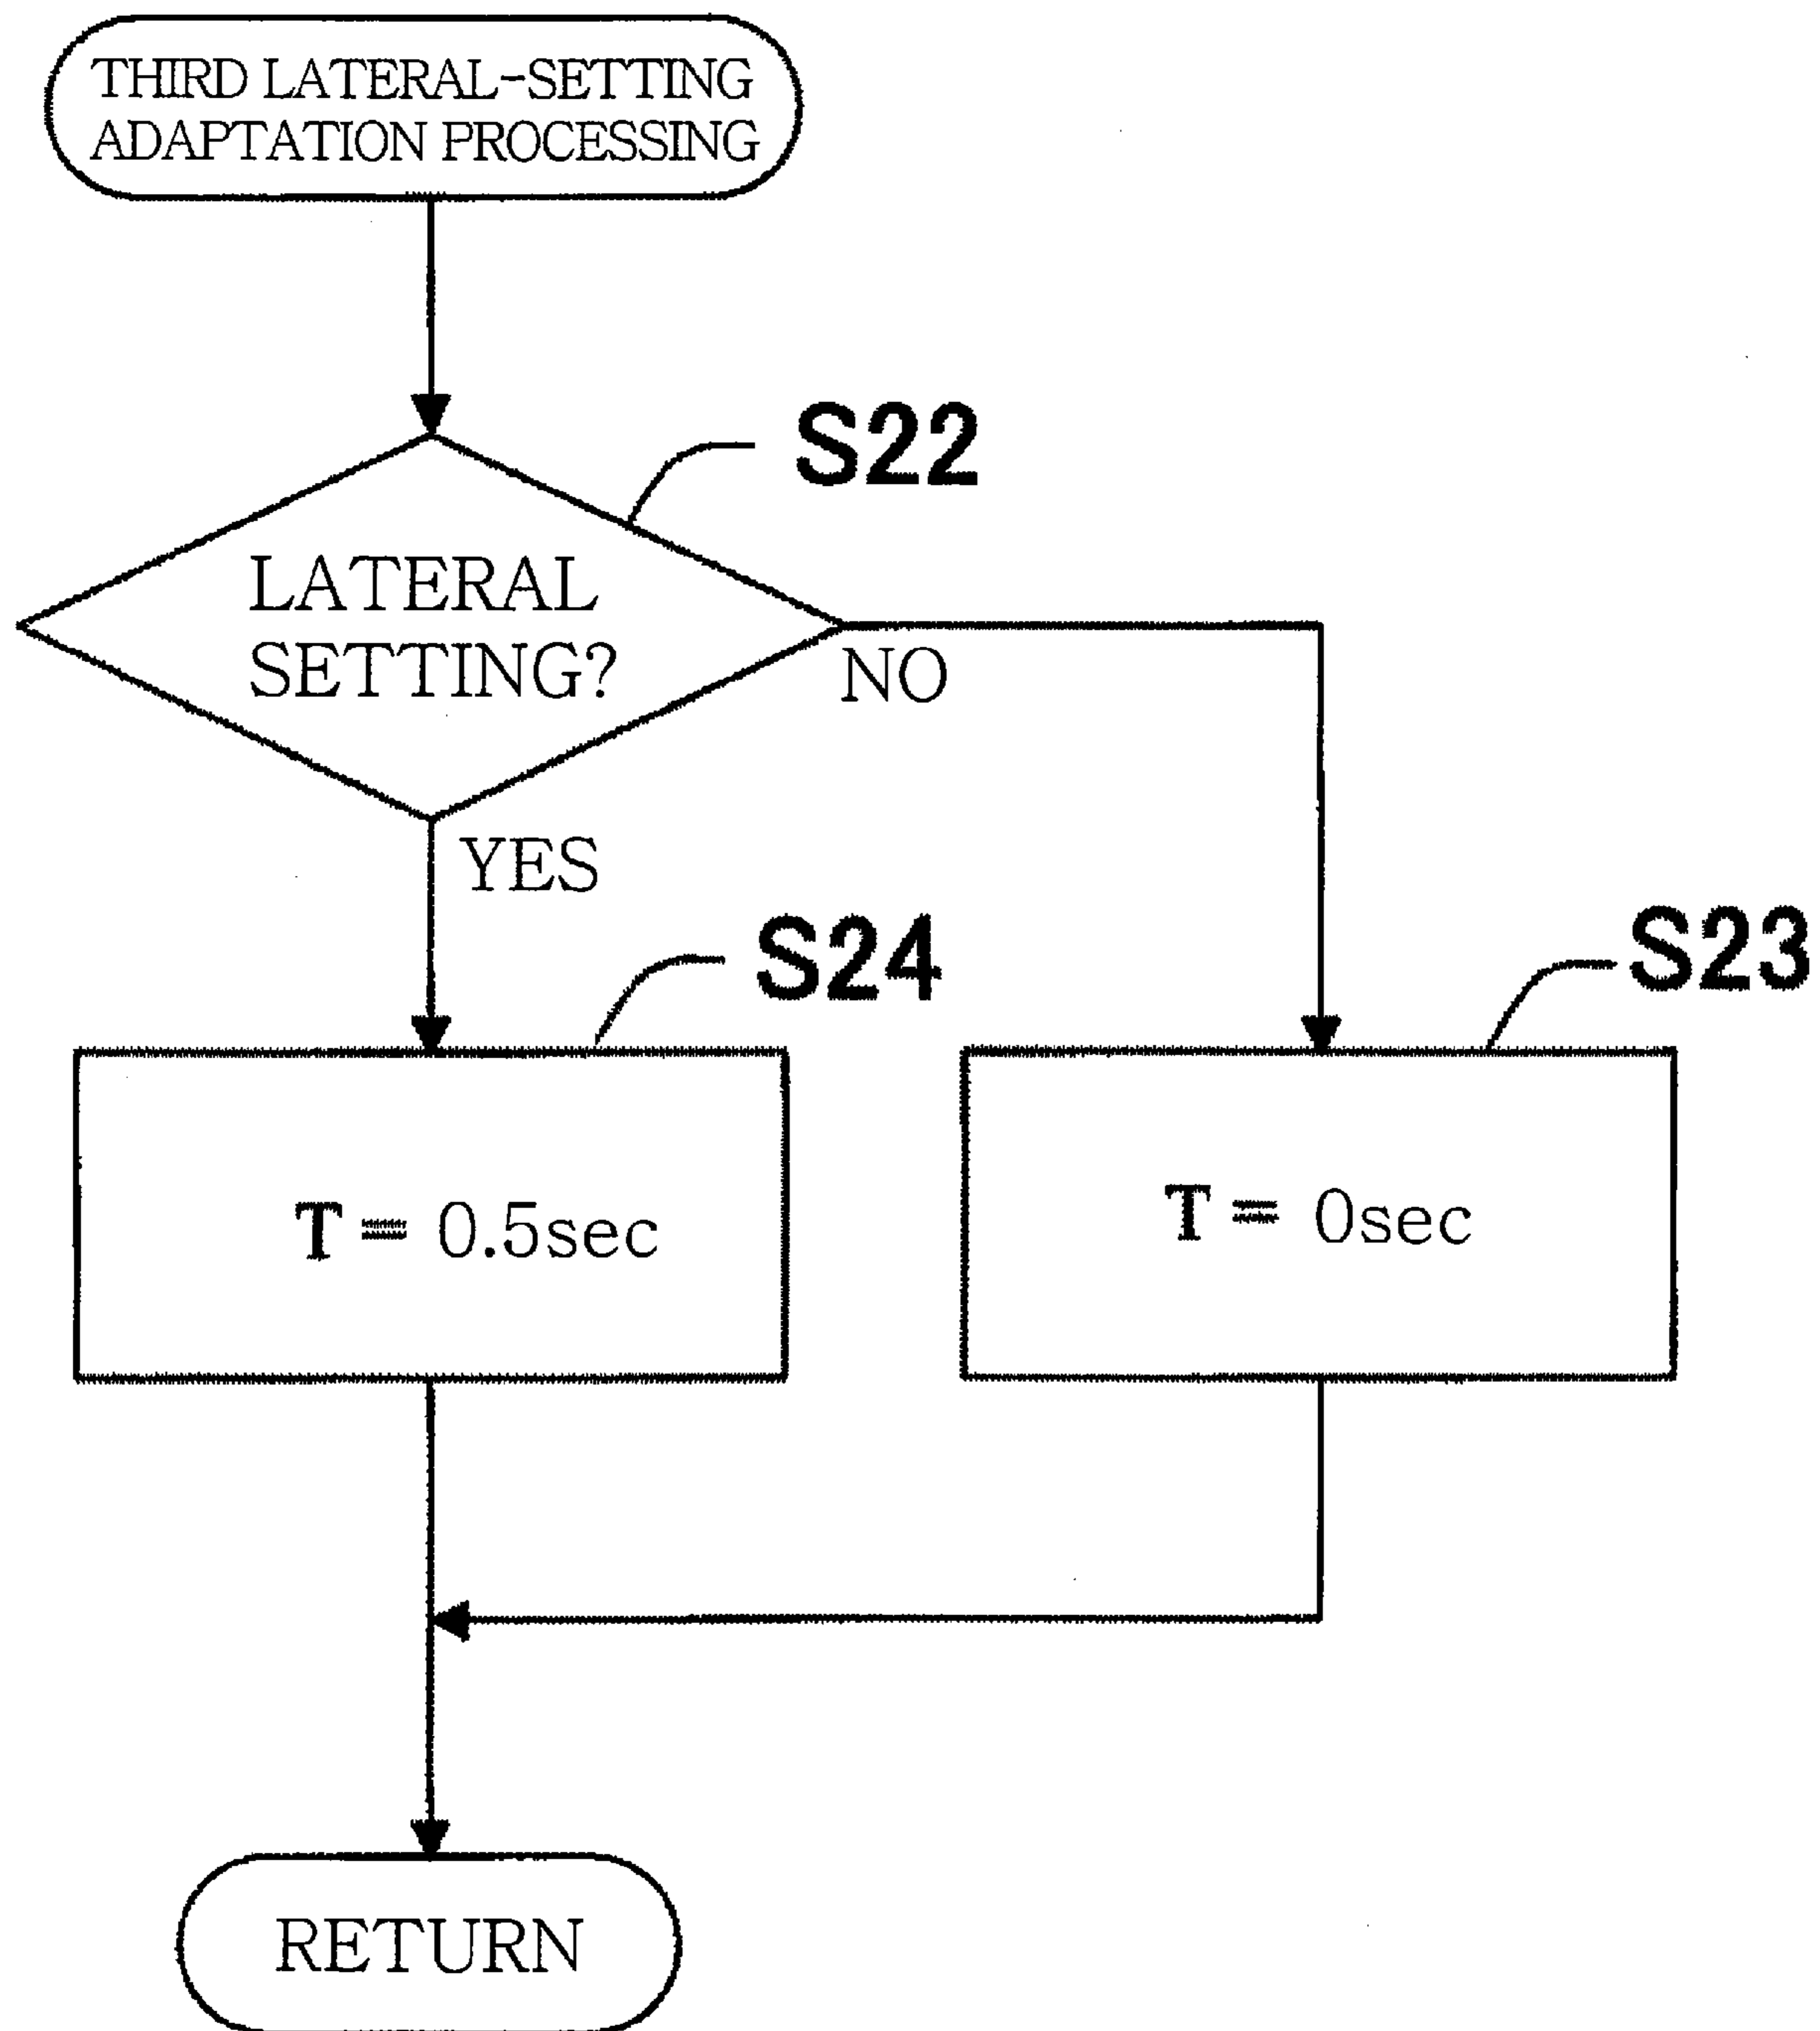 THIRD LATERAL-SETTING
ADAPTATION PROCESSING
S22
LATERAL
SETTING?
NO
YES
S24
S23
T = 0.5sec
T = 0sec
RETURN